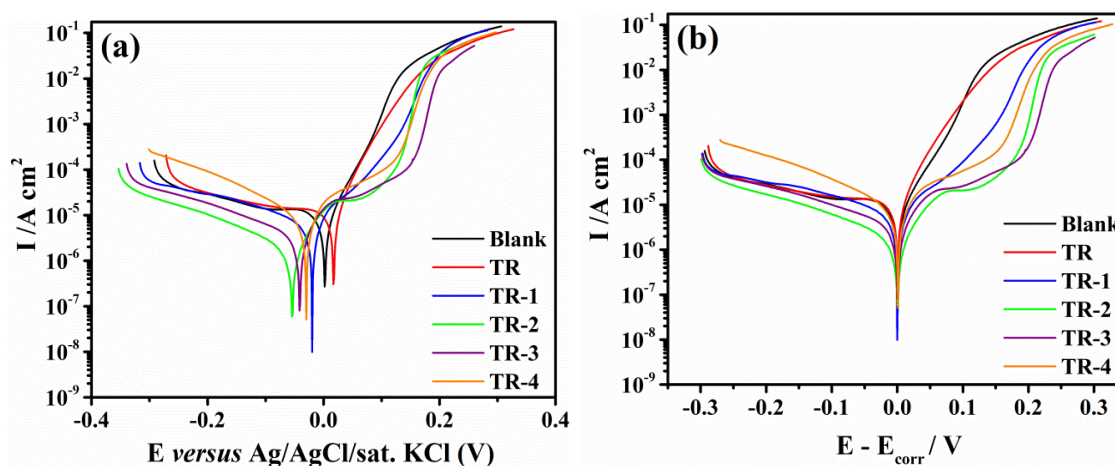 (a)
I /A cm²
10⁻¹
10⁻²
10⁻³
10⁻⁴
10⁻⁵
10⁻⁶
10⁻⁷
10⁻⁸
10⁻⁹
Blank
TR
TR-1
TR-2
TR-3
TR-4
-0.4 -0.2 0.0 0.2 0.4
E versus Ag/AgCl/sat. KCl (V)
(b)
I /A cm²
10⁻¹
10⁻²
10⁻³
10⁻⁴
10⁻⁵
10⁻⁶
10⁻⁷
10⁻⁸
10⁻⁹
Blank
TR
TR-1
TR-2
TR-3
TR-4
-0.3 -0.2 -0.1 0.0 0.1 0.2 0.3
E - E_corr / V